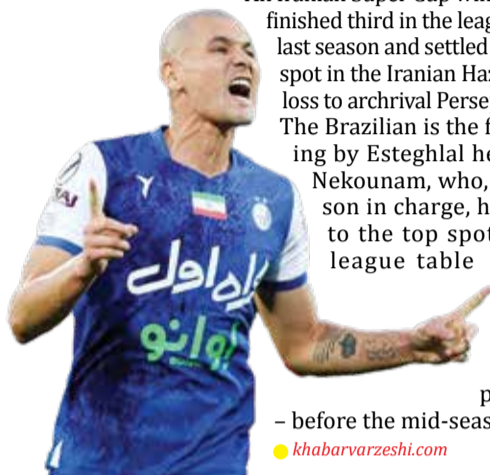 finished third in the leag
last season and settled
spot in the Iranian Haz
loss to archrival Perse
The Brazilian is the f
ing by Esteghlal he
Nekounam, who,
son in charge, h
to the top spot
league table
همراه اول
اوانو
p
– before the mid-seas
khabarvarzeshi.com